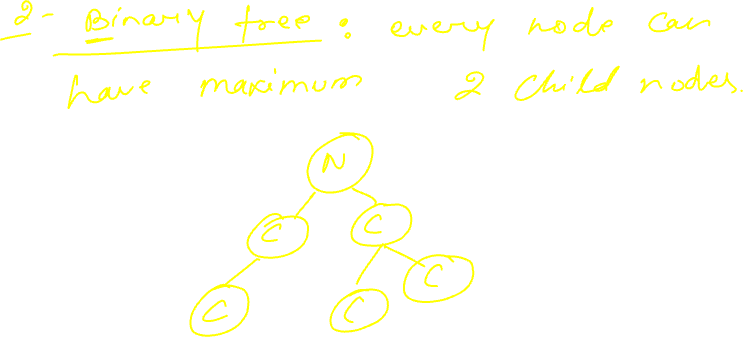 2- Binary tree : every node can
have maximum 2 child nodes.
N
C C
C C C